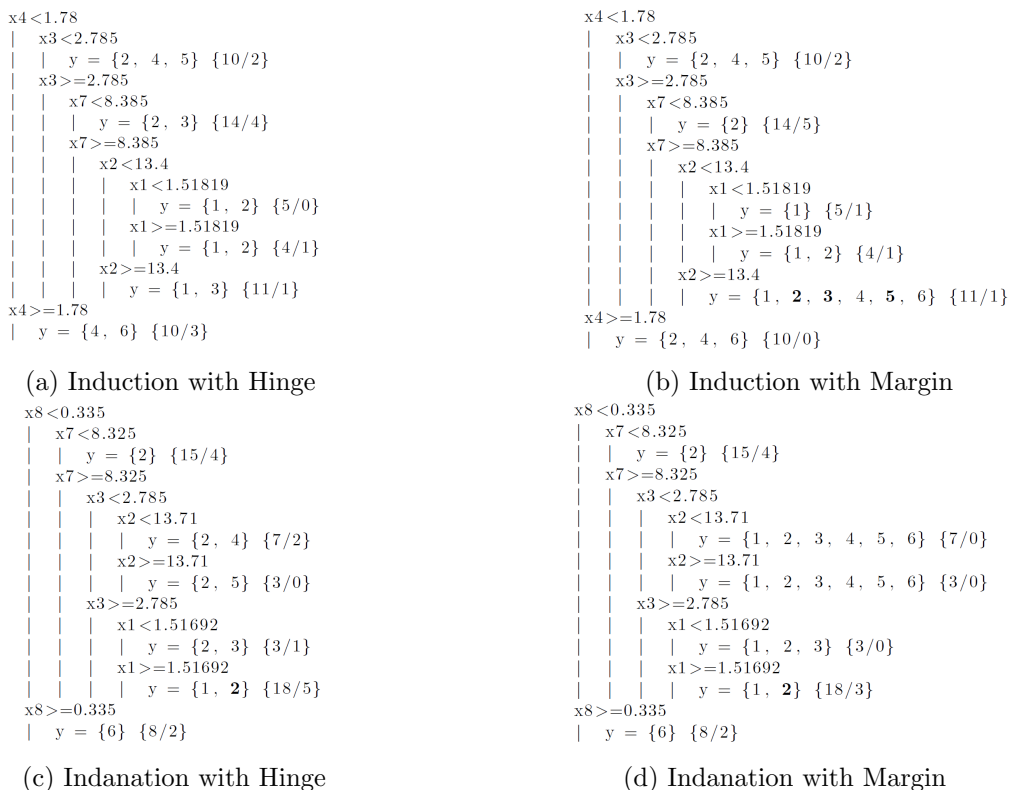 x4<1.78
|   x3<2.785
|   |   y = {2, 4, 5} {10/2}
|   x3>=2.785
|   |   x7<8.385
|   |   |   y = {2, 3} {14/4}
|   |   x7>=8.385
|   |   |   x2<13.4
|   |   |   |   x1<1.51819
|   |   |   |   |   y = {1, 2} {5/0}
|   |   |   |   x1>=1.51819
|   |   |   |   |   y = {1, 2} {4/1}
|   |   |   x2>=13.4
|   |   |   |   y = {1, 3} {11/1}
x4>=1.78
|   y = {4, 6} {10/3}
(a) Induction with Hinge
x4<1.78
|   x3<2.785
|   |   y = {2, 4, 5} {10/2}
|   x3>=2.785
|   |   x7<8.385
|   |   |   y = {2} {14/5}
|   |   x7>=8.385
|   |   |   x2<13.4
|   |   |   |   x1<1.51819
|   |   |   |   |   y = {1} {5/1}
|   |   |   |   x1>=1.51819
|   |   |   |   |   y = {1, 2} {4/1}
|   |   |   x2>=13.4
|   |   |   |   y = {1, 2, 3, 4, 5, 6} {11/1}
x4>=1.78
|   y = {2, 4, 6} {10/0}
(b) Induction with Margin
x8<0.335
|   x7<8.325
|   |   y = {2} {15/4}
|   x7>=8.325
|   |   x3<2.785
|   |   |   x2<13.71
|   |   |   |   y = {2, 4} {7/2}
|   |   |   x2>=13.71
|   |   |   |   y = {2, 5} {3/0}
|   |   x3>=2.785
|   |   |   x1<1.51692
|   |   |   |   y = {2, 3} {3/1}
|   |   |   x1>=1.51692
|   |   |   |   y = {1, 2} {18/5}
x8>=0.335
|   y = {6} {8/2}
(c) Indanation with Hinge
x8<0.335
|   x7<8.325
|   |   y = {2} {15/4}
|   x7>=8.325
|   |   x3<2.785
|   |   |   x2<13.71
|   |   |   |   y = {1, 2, 3, 4, 5, 6} {7/0}
|   |   |   x2>=13.71
|   |   |   |   y = {1, 2, 3, 4, 5, 6} {3/0}
|   |   x3>=2.785
|   |   |   x1<1.51692
|   |   |   |   y = {1, 2, 3} {3/0}
|   |   |   x1>=1.51692
|   |   |   |   y = {1, 2} {18/3}
x8>=0.335
|   y = {6} {8/2}
(d) Indanation with Margin